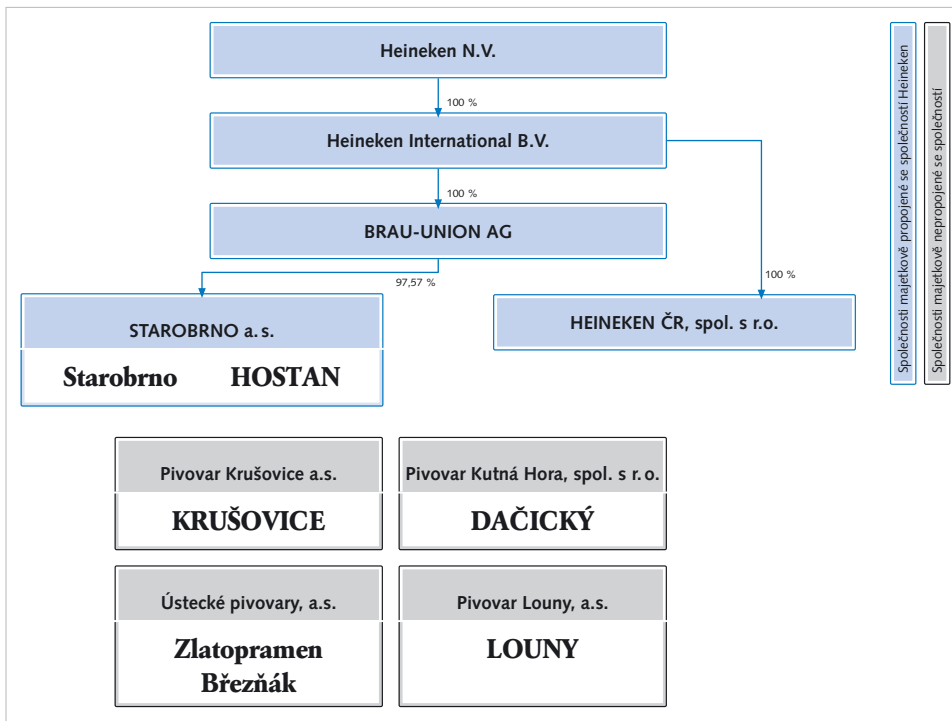 Heineken N.V.
100 %
Heineken International B.V.
100 %
BRAU-UNION AG
97,57 %
100 %
STAROBRNO a. s.
Starobrno HOSTAN
HEINEKEN ČR, spol. s r.o.
Pivovar Krušovice a.s.
KRUŠOVICE
Pivovar Kutná Hora, spol. s r. o.
DAČICKÝ
Ústecké pivovary, a.s.
Zlatopramen
Březňák
Pivovar Louny, a.s.
LOUNY
Společnosti majetkově propojené se společností Heineken
Společnosti majetkově nepropojené se společností